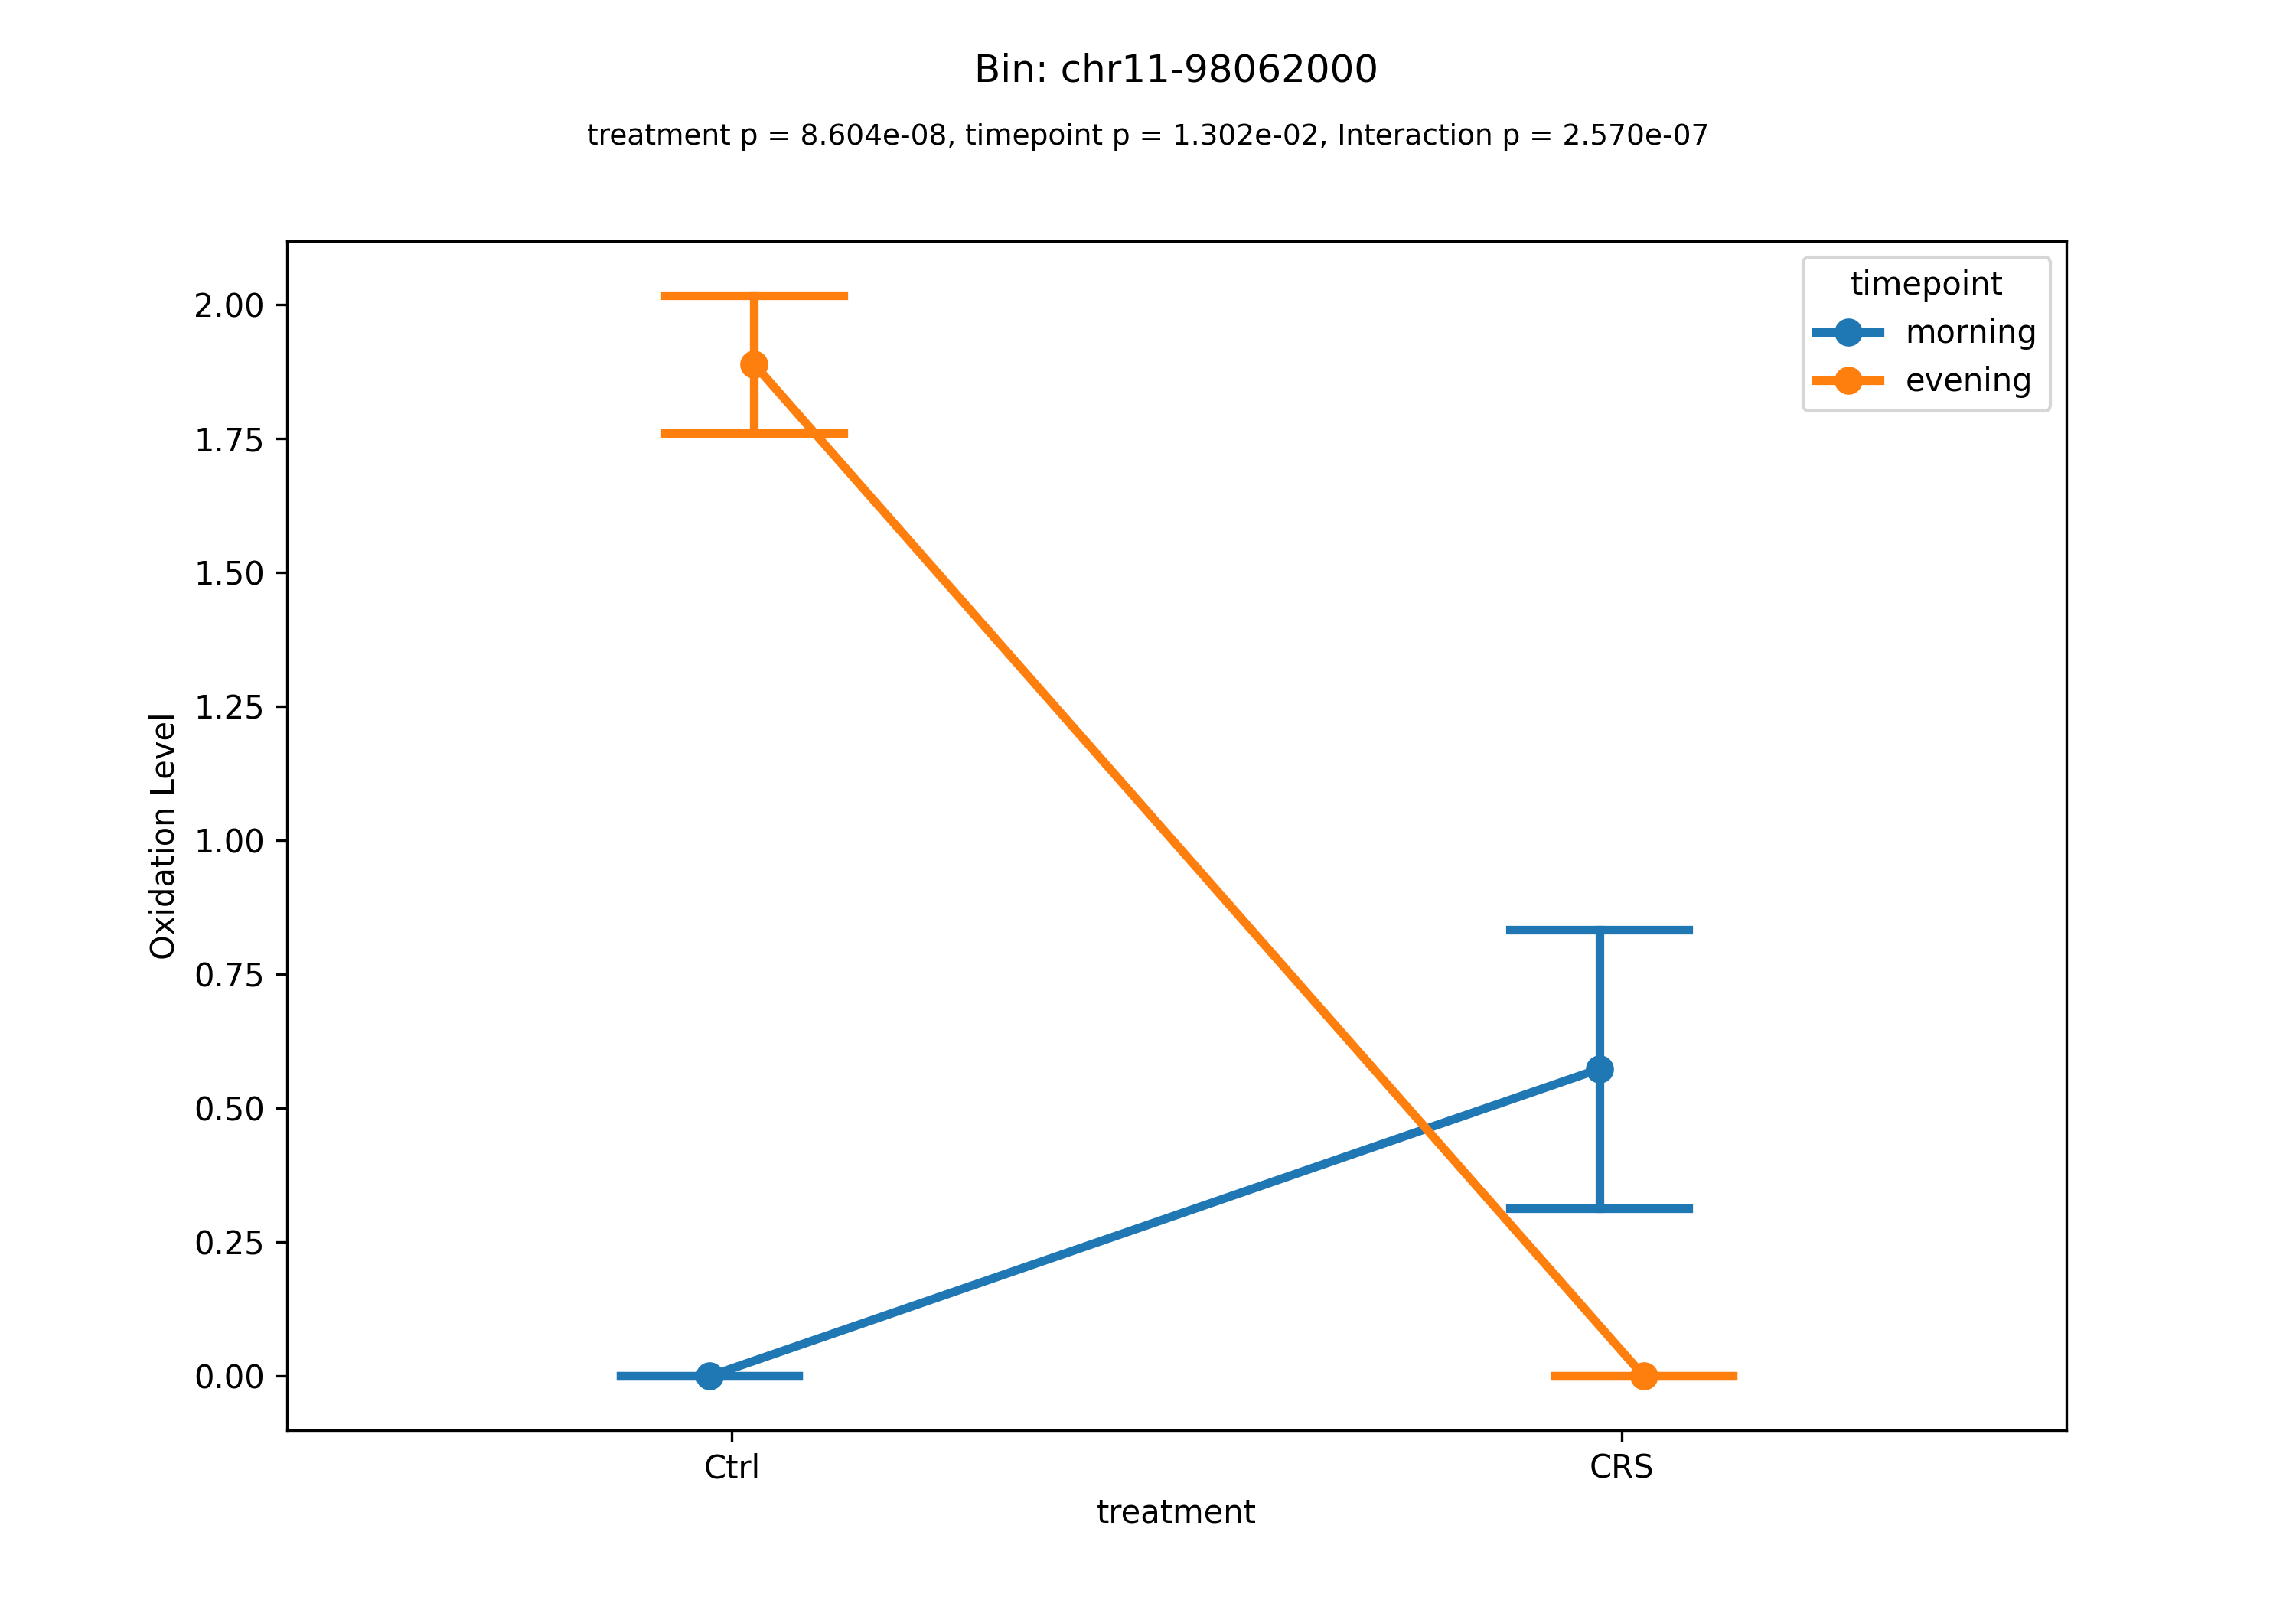 Bin: chr11-98062000
treatment p = 8.604e-08, timepoint p = 1.302e-02, Interaction p = 2.570e-07
timepoint
morning
evening
2.00
1.75
1.50
1.25
1.00
0.75
0.50
0.25
0.00
Oxidation Level
Ctrl
CRS
treatment